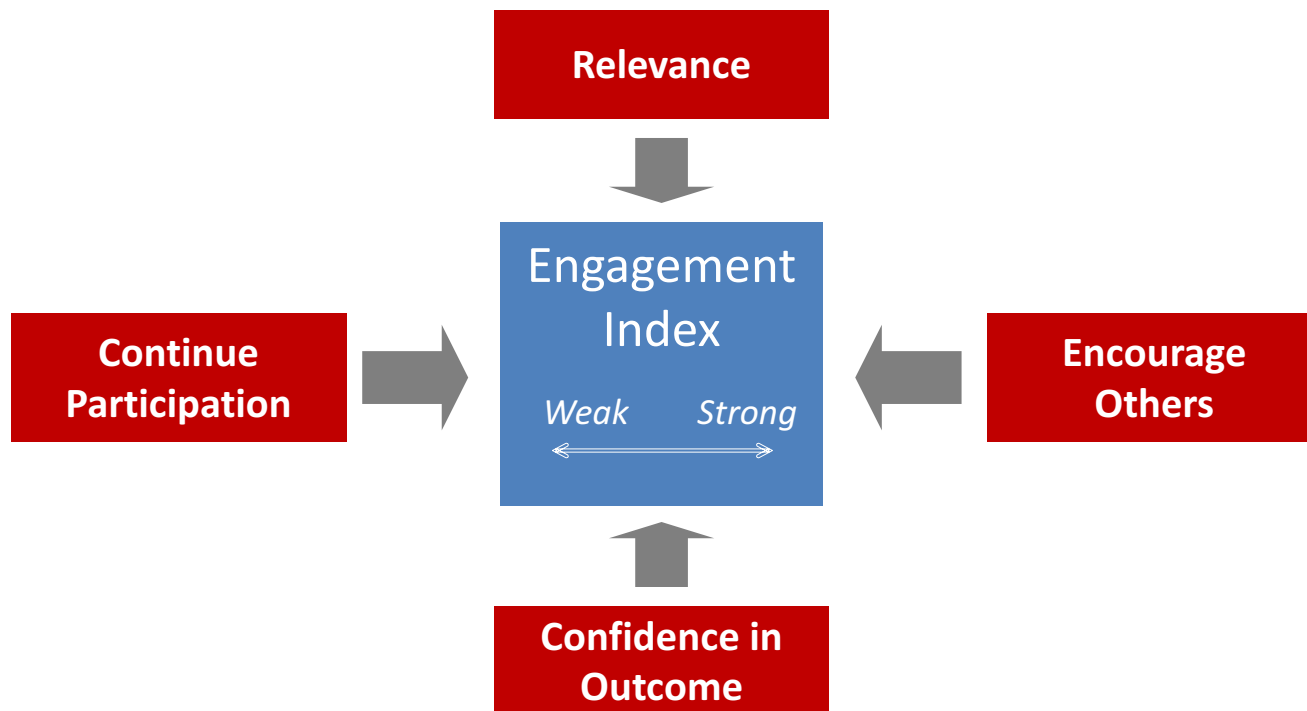 Relevance
Engagement
Index
Weak Strong
Continue
Participation
Encourage
Others
Confidence in
Outcome